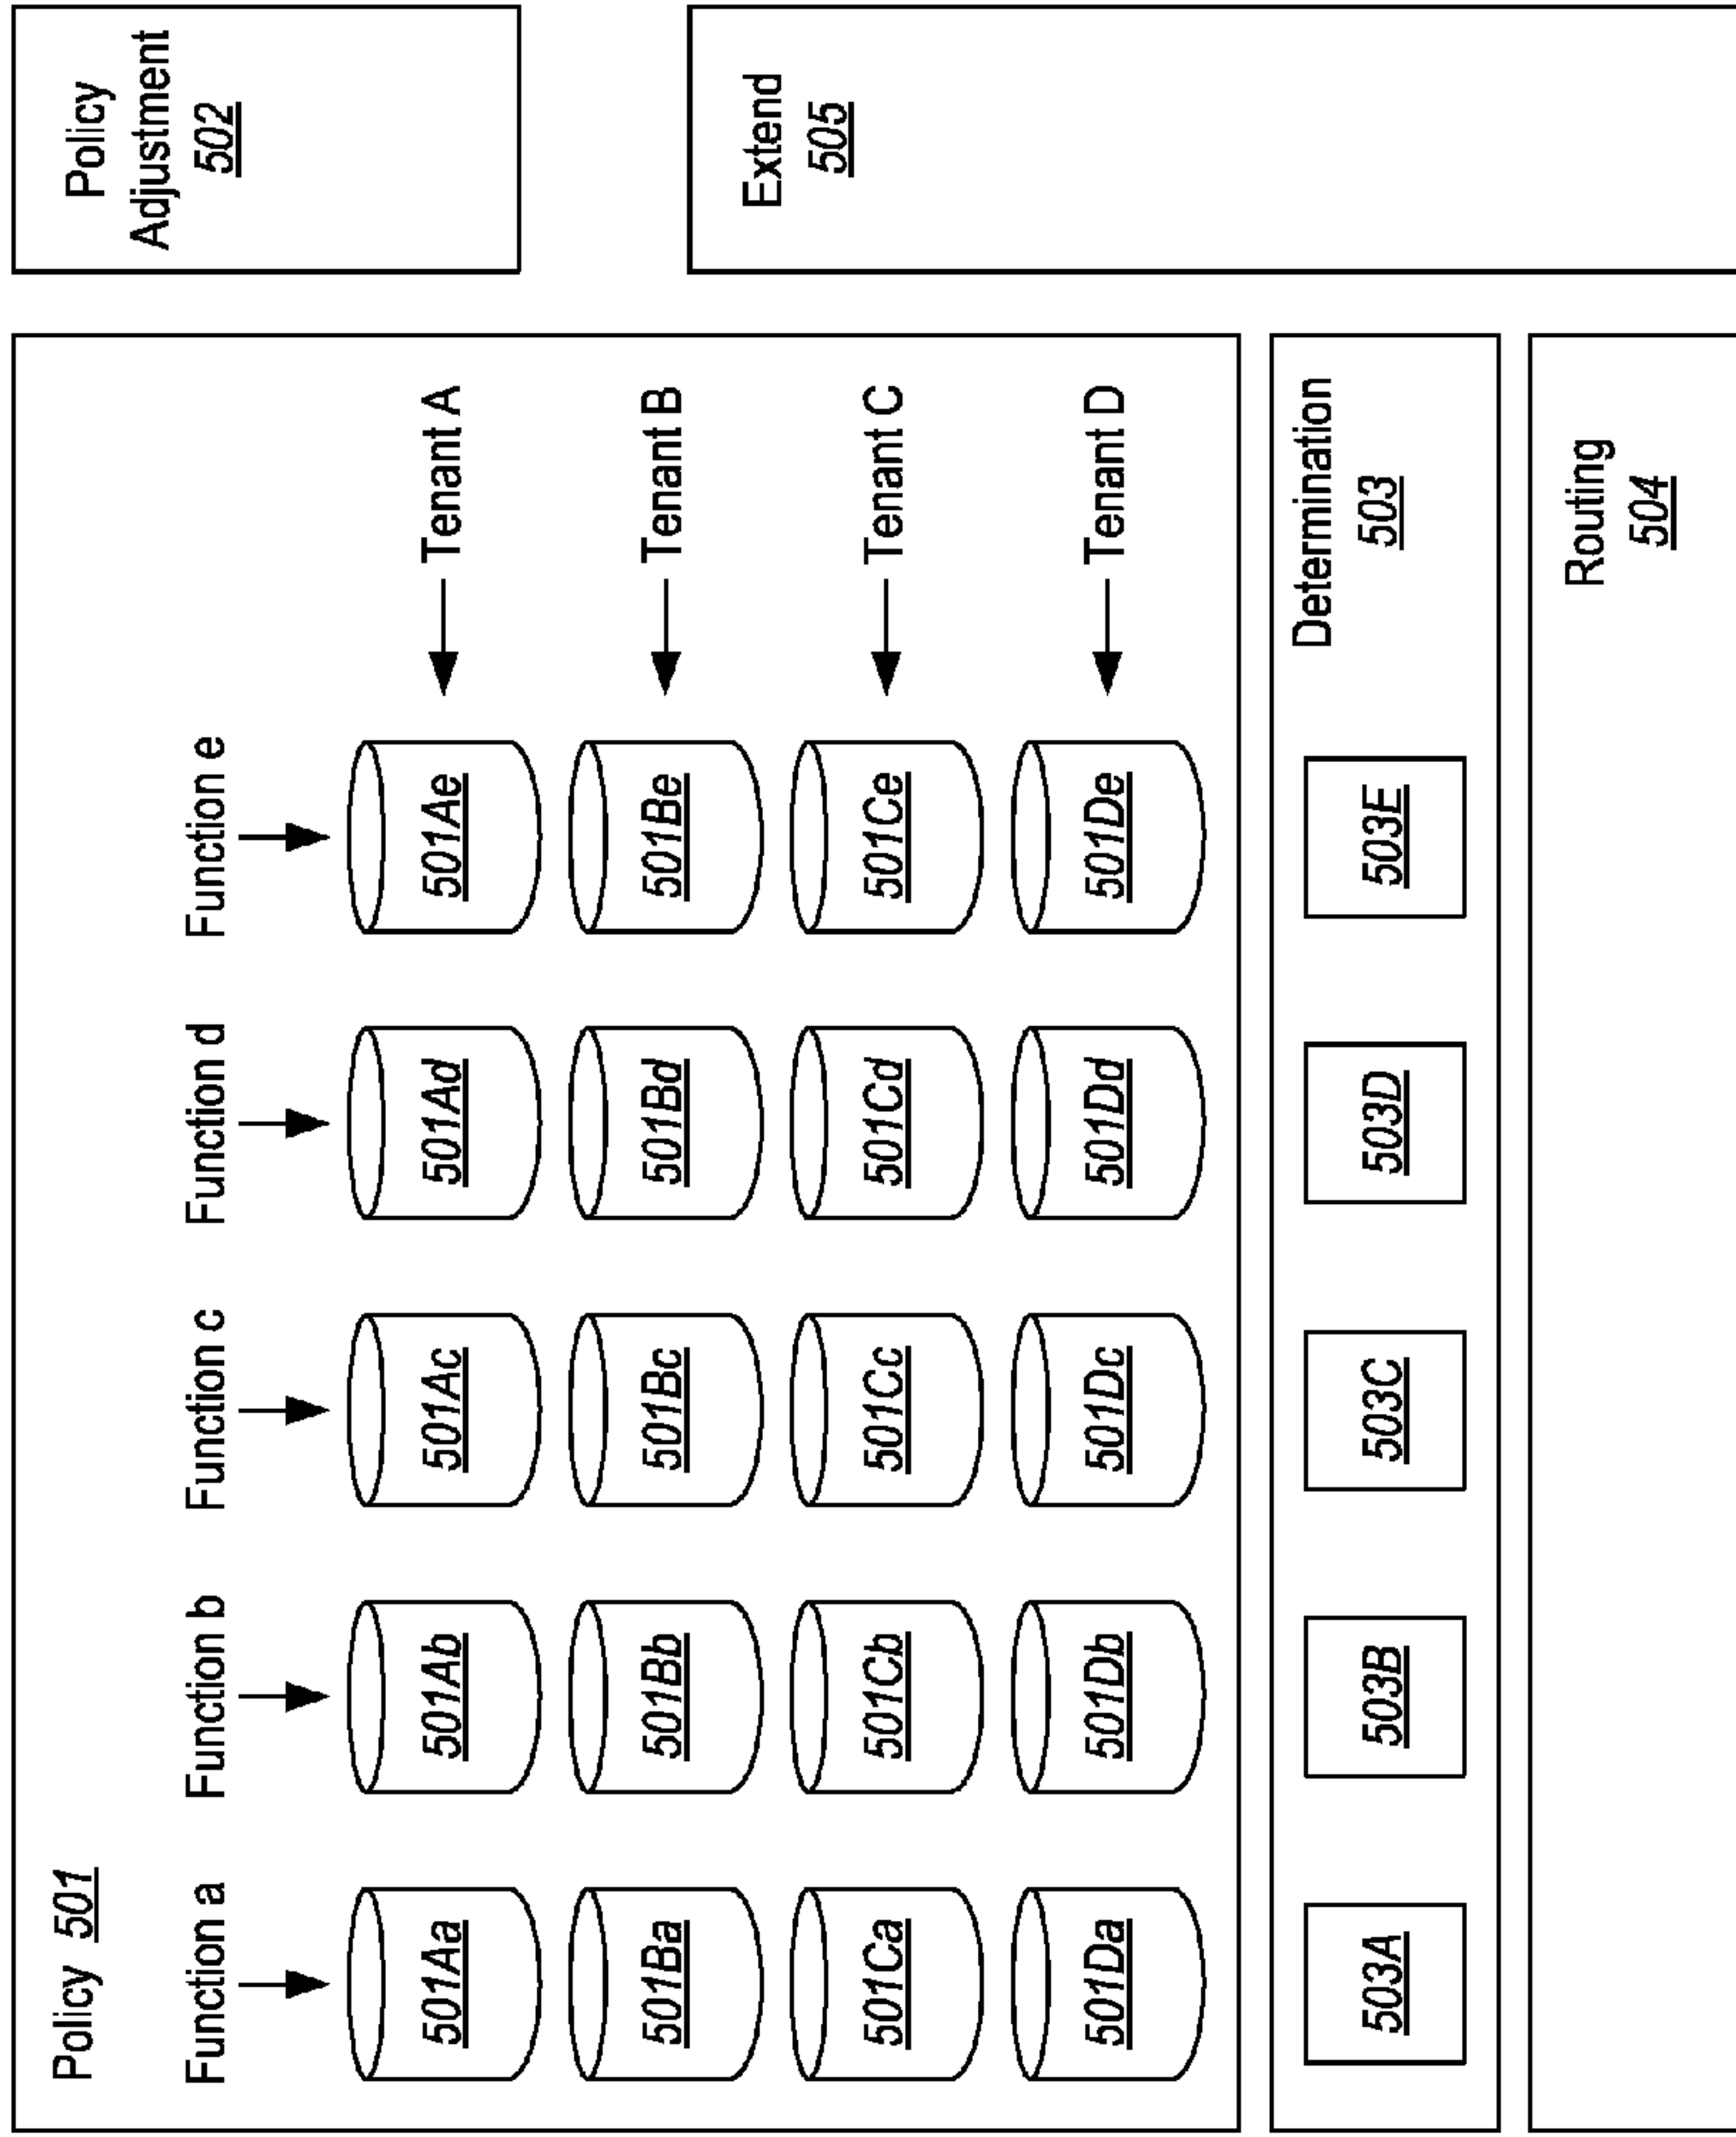 Policy 501
Function a
Function b
Function c
Function d
Function e
501Aa
501Ab
501Ac
501Ad
501Ae
Tenant A
501Ba
501Bb
501Bc
501Bd
501Be
Tenant B
501Ca
501Cb
501Cc
501Cd
501Ce
Tenant C
501Da
501Db
501Dc
501Dd
501De
Tenant D
Policy
Adjustment
502
503A
503B
503C
503D
503E
Determination
503
Routing
504
Extend
505